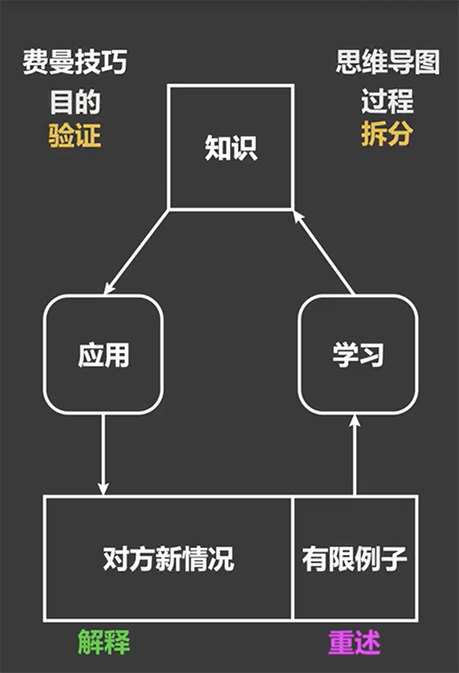 费曼技巧
目的
验证
思维导图
过程
拆分
知识
应用
学习
对方新情况
有限例子
解释
重述